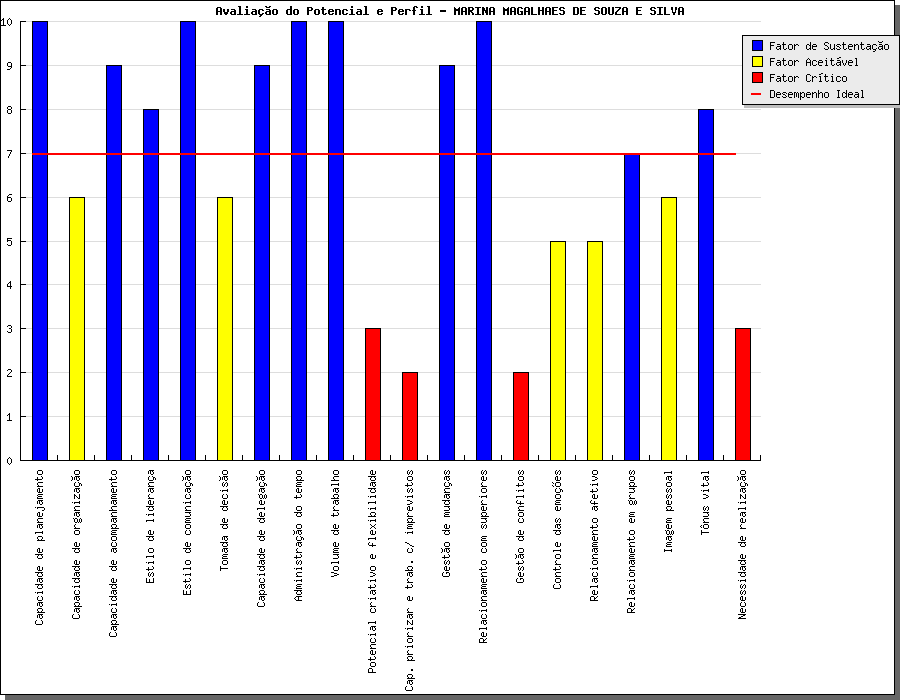 Avaliação do Potencial e Perfil - MARINA MAGALHAES DE SOUZA E SILVA
Fator de Sustentação
Fator Aceitável
Fator Crítico
Desempenho Ideal
10
9
8
7
6
5
4
3
2
1
0
Capacidade de planejamento
Capacidade de organização
Capacidade de acompanhamento
Estilo de liderança
Estilo de comunicação
Tomada de decisão
Capacidade de delegação
Administração do tempo
Volume de trabalho
Potencial criativo e flexibilidade
Cap. priorizar e trab. c/ imprevistos
Gestão de mudanças
Relacionamento com superiores
Gestão de conflitos
Controle das emoções
Relacionamento afetivo
Relacionamento em grupos
Imagem pessoal
Tônus vital
Necessidade de realização